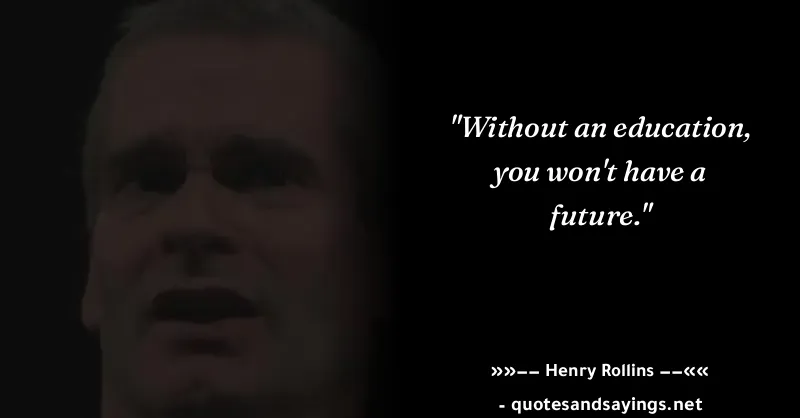 "Without an education,
you won't have a
future."
»»−− Henry Rollins −−««
- quotesandsayings.net